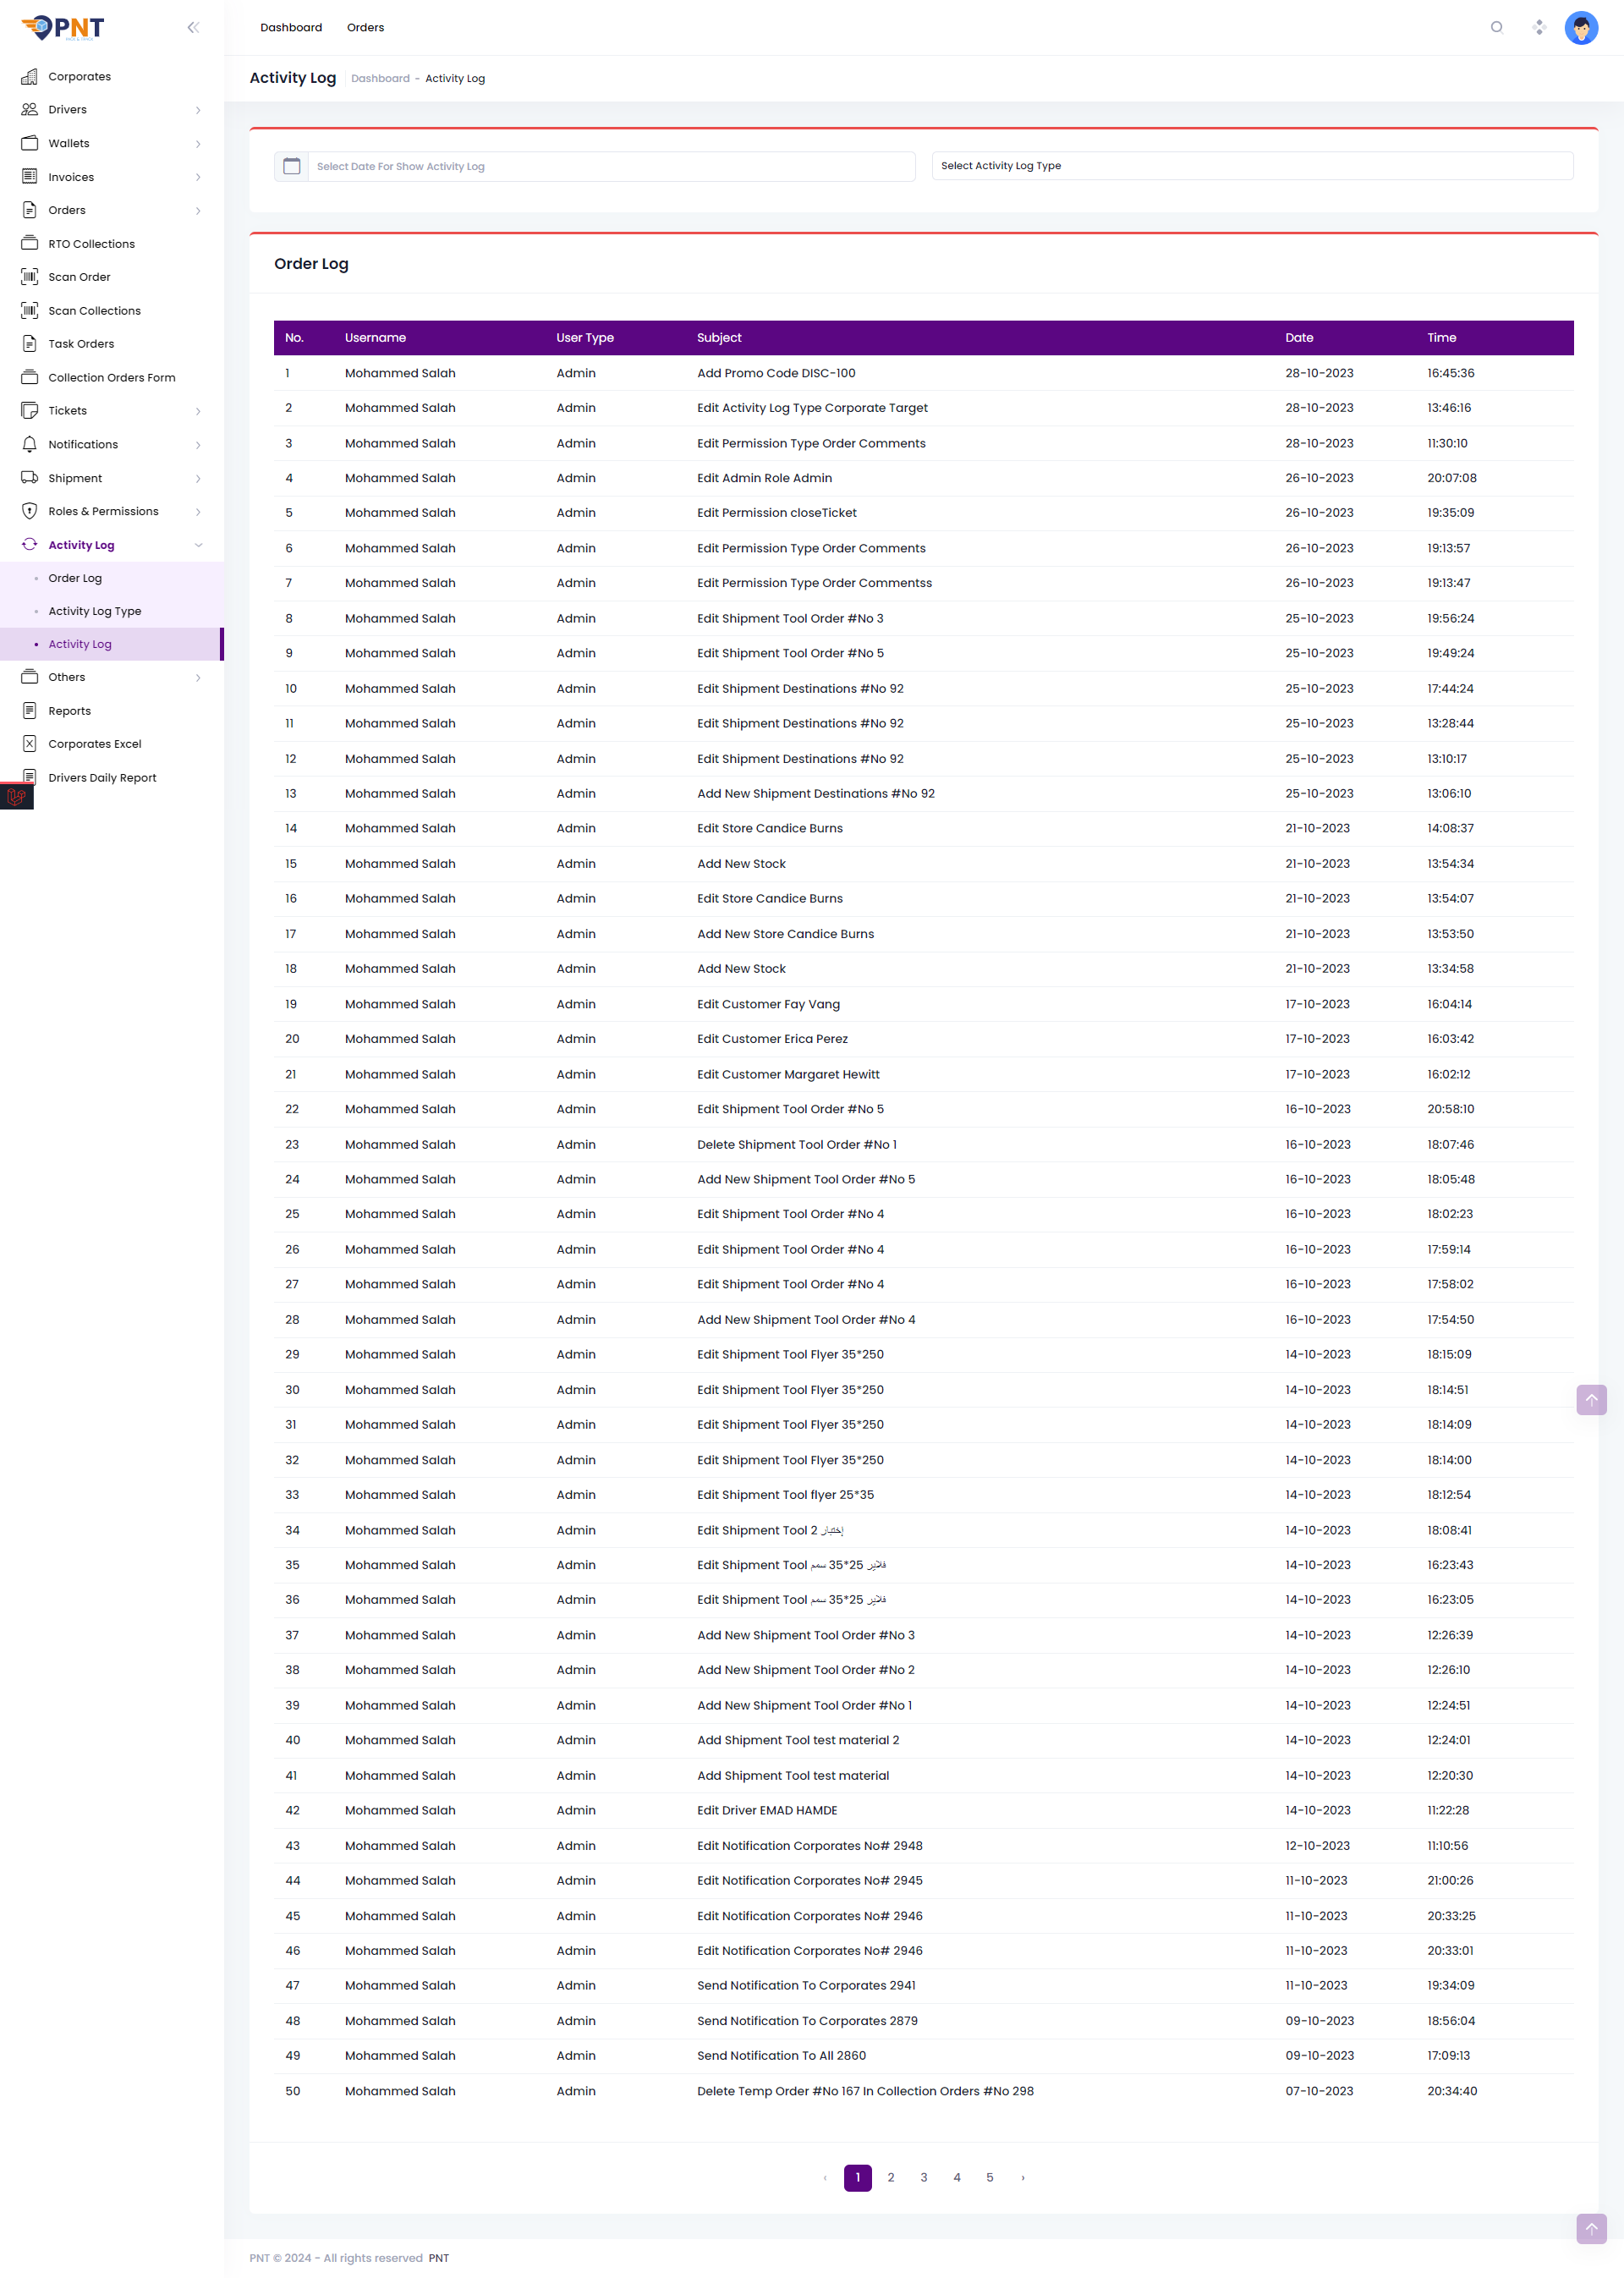 PNT
Dashboard Orders
Corporates
Drivers
Wallets
Invoices
Orders
RTO Collections
Scan Order
Scan Collections
Task Orders
Collection Orders Form
Tickets
Notifications
Shipment
Roles & Permissions
Activity Log
Order Log
Activity Log Type
Activity Log
Others
Reports
Corporates Excel
Drivers Daily Report
Activity Log Dashboard - Activity Log
Select Date For Show Activity Log Select Activity Log Type
Order Log
No. Username User Type Subject Date Time
1 Mohammed Salah Admin Add Promo Code DISC-100 28-10-2023 16:45:36
2 Mohammed Salah Admin Edit Activity Log Type Corporate Target 28-10-2023 13:46:16
3 Mohammed Salah Admin Edit Permission Type Order Comments 28-10-2023 11:30:10
4 Mohammed Salah Admin Edit Admin Role Admin 26-10-2023 20:07:08
5 Mohammed Salah Admin Edit Permission closeTicket 26-10-2023 19:35:09
6 Mohammed Salah Admin Edit Permission Type Order Comments 26-10-2023 19:13:57
7 Mohammed Salah Admin Edit Permission Type Order Commentss 26-10-2023 19:13:47
8 Mohammed Salah Admin Edit Shipment Tool Order #No 3 25-10-2023 19:56:24
9 Mohammed Salah Admin Edit Shipment Tool Order #No 5 25-10-2023 19:49:24
10 Mohammed Salah Admin Edit Shipment Destinations #No 92 25-10-2023 17:44:24
11 Mohammed Salah Admin Edit Shipment Destinations #No 92 25-10-2023 13:28:44
12 Mohammed Salah Admin Edit Shipment Destinations #No 92 25-10-2023 13:10:17
13 Mohammed Salah Admin Add New Shipment Destinations #No 92 25-10-2023 13:06:10
14 Mohammed Salah Admin Edit Store Candice Burns 21-10-2023 14:08:37
15 Mohammed Salah Admin Add New Stock 21-10-2023 13:54:34
16 Mohammed Salah Admin Edit Store Candice Burns 21-10-2023 13:54:07
17 Mohammed Salah Admin Add New Store Candice Burns 21-10-2023 13:53:50
18 Mohammed Salah Admin Add New Stock 21-10-2023 13:34:58
19 Mohammed Salah Admin Edit Customer Fay Vang 17-10-2023 16:04:14
20 Mohammed Salah Admin Edit Customer Erica Perez 17-10-2023 16:03:42
21 Mohammed Salah Admin Edit Customer Margaret Hewitt 17-10-2023 16:02:12
22 Mohammed Salah Admin Edit Shipment Tool Order #No 5 16-10-2023 20:58:10
23 Mohammed Salah Admin Delete Shipment Tool Order #No 1 16-10-2023 18:07:46
24 Mohammed Salah Admin Add New Shipment Tool Order #No 5 16-10-2023 18:05:48
25 Mohammed Salah Admin Edit Shipment Tool Order #No 4 16-10-2023 18:02:23
26 Mohammed Salah Admin Edit Shipment Tool Order #No 4 16-10-2023 17:59:14
27 Mohammed Salah Admin Edit Shipment Tool Order #No 4 16-10-2023 17:58:02
28 Mohammed Salah Admin Add New Shipment Tool Order #No 4 16-10-2023 17:54:50
29 Mohammed Salah Admin Edit Shipment Tool Flyer 35*250 14-10-2023 18:15:09
30 Mohammed Salah Admin Edit Shipment Tool Flyer 35*250 14-10-2023 18:14:51
31 Mohammed Salah Admin Edit Shipment Tool Flyer 35*250 14-10-2023 18:14:09
32 Mohammed Salah Admin Edit Shipment Tool Flyer 35*250 14-10-2023 18:14:00
33 Mohammed Salah Admin Edit Shipment Tool flyer 25*35 14-10-2023 18:12:54
34 Mohammed Salah Admin Edit Shipment Tool إختبار 2 14-10-2023 18:08:41
35 Mohammed Salah Admin Edit Shipment Tool فلاير 25*35 سمم 14-10-2023 16:23:43
36 Mohammed Salah Admin Edit Shipment Tool فلاير 25*35 سمم 14-10-2023 16:23:05
37 Mohammed Salah Admin Add New Shipment Tool Order #No 3 14-10-2023 12:26:39
38 Mohammed Salah Admin Add New Shipment Tool Order #No 2 14-10-2023 12:26:10
39 Mohammed Salah Admin Add New Shipment Tool Order #No 1 14-10-2023 12:24:51
40 Mohammed Salah Admin Add Shipment Tool test material 2 14-10-2023 12:24:01
41 Mohammed Salah Admin Add Shipment Tool test material 14-10-2023 12:20:30
42 Mohammed Salah Admin Edit Driver EMAD HAMDE 14-10-2023 11:22:28
43 Mohammed Salah Admin Edit Notification Corporates No# 2948 12-10-2023 11:10:56
44 Mohammed Salah Admin Edit Notification Corporates No# 2945 11-10-2023 21:00:26
45 Mohammed Salah Admin Edit Notification Corporates No# 2946 11-10-2023 20:33:25
46 Mohammed Salah Admin Edit Notification Corporates No# 2946 11-10-2023 20:33:01
47 Mohammed Salah Admin Send Notification To Corporates 2941 11-10-2023 19:34:09
48 Mohammed Salah Admin Send Notification To Corporates 2879 09-10-2023 18:56:04
49 Mohammed Salah Admin Send Notification To All 2860 09-10-2023 17:09:13
50 Mohammed Salah Admin Delete Temp Order #No 167 In Collection Orders #No 298 07-10-2023 20:34:40
‹ 1 2 3 4 5 ›
PNT © 2024 - All rights reserved PNT